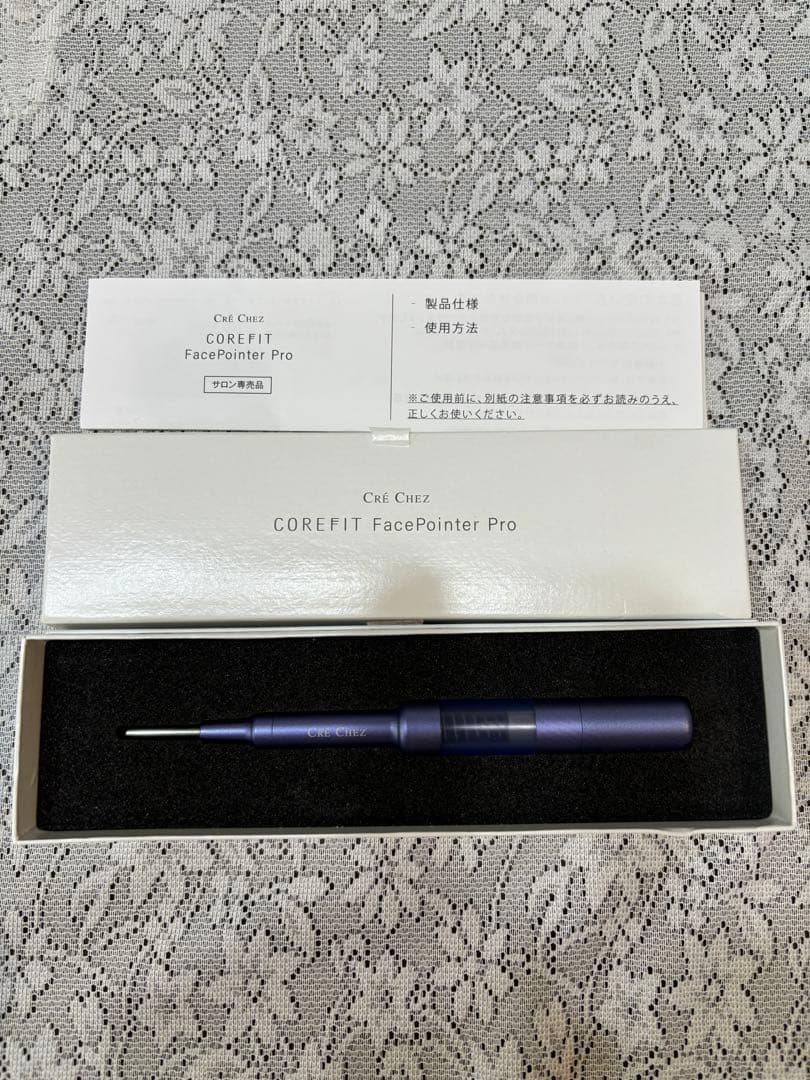 CRÉ CHEZ
COREFIT
FacePointer Pro
サロン専売品
- 製品仕様
- 使用方法
※ご使用前に、別紙の注意事項を必ずお読みのうえ、
正しくお使いください。
CRÉ CHEZ
COREFIT FacePointer Pro
CRÉ CHEZ